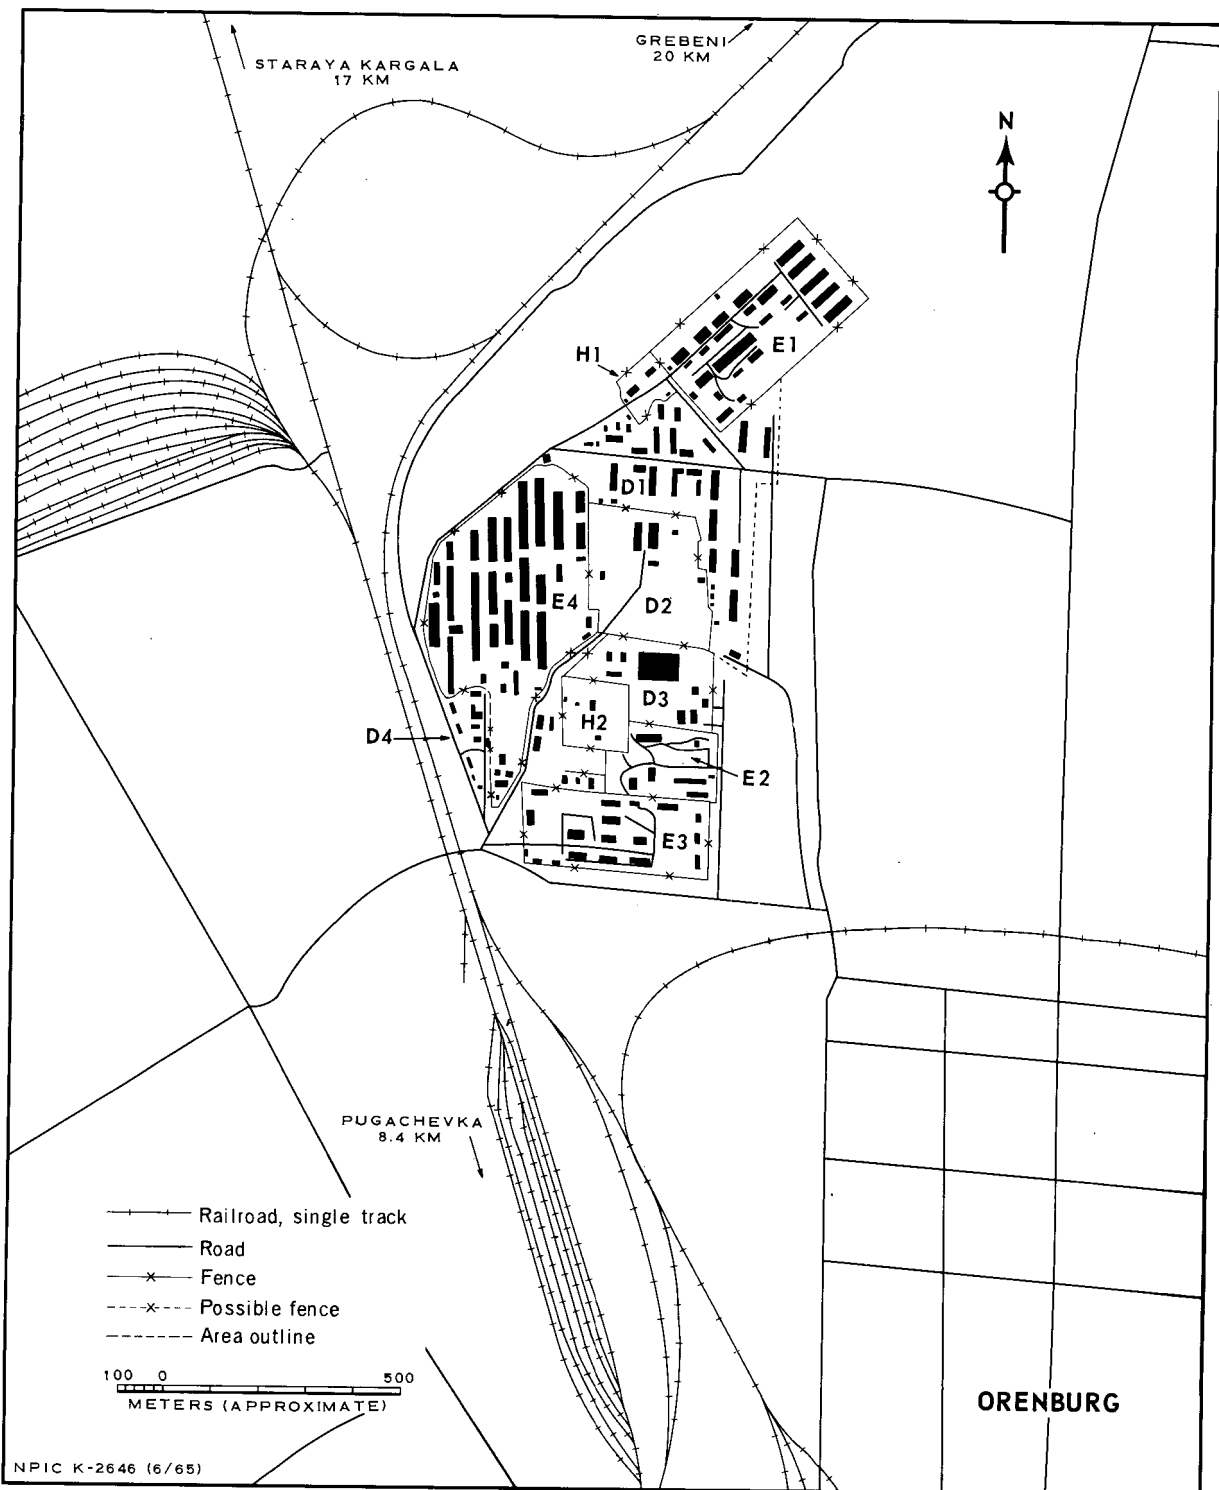 STARAYA KARGALA
17 KM
GREBENI
20 KM
N
H1
E1
D1
E4
D2
D3
H2
D4
E2
E3
PUGACHEVKA
8.4 KM
Railroad, single track
Road
Fence
Possible fence
Area outline
100 0 500
METERS (APPROXIMATE)
ORENBURG
NPIC K-2646 (6/65)